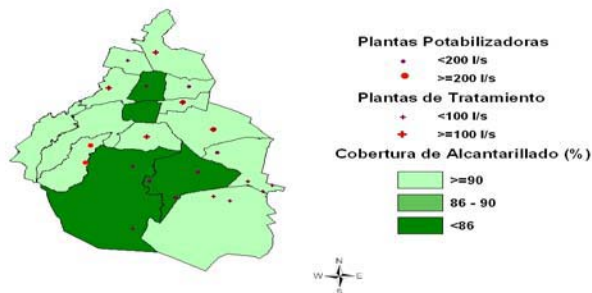 Plantas Potabilizadoras
<200 l/s
>=200 l/s
Plantas de Tratamiento
<100 l/s
>=100 l/s
Cobertura de Alcantarillado (%)
>=90
86 - 90
<86
N
W E
S